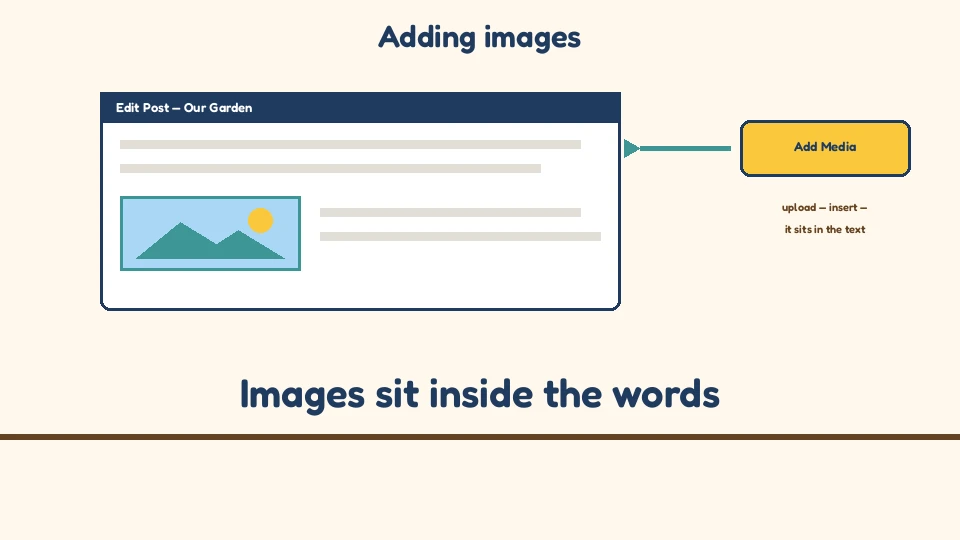 Adding images
Edit Post — Our Garden
Add Media
upload — insert —
it sits in the text
Images sit inside the words